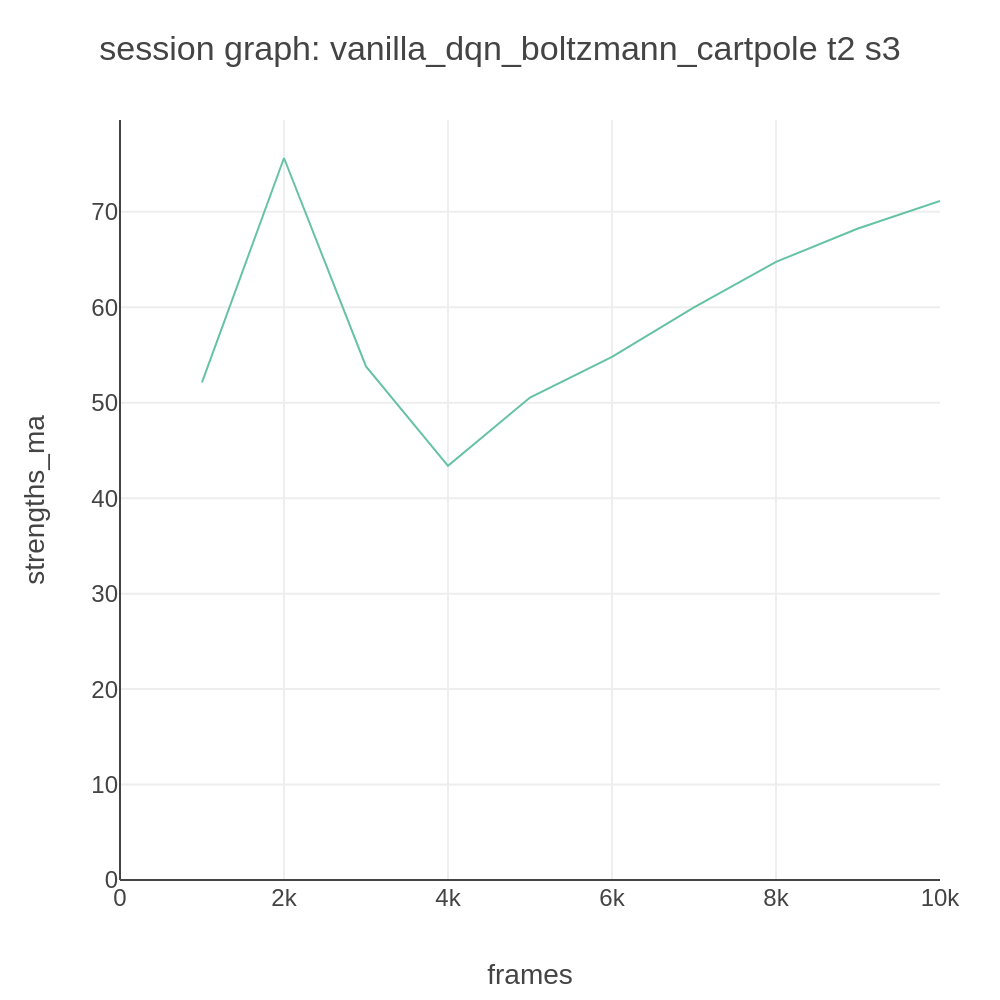 session graph: vanilla_dqn_boltzmann_cartpole t2 s3
strengths_ma
70
60
50
40
30
20
10
0
0 2k 4k 6k 8k 10k
frames